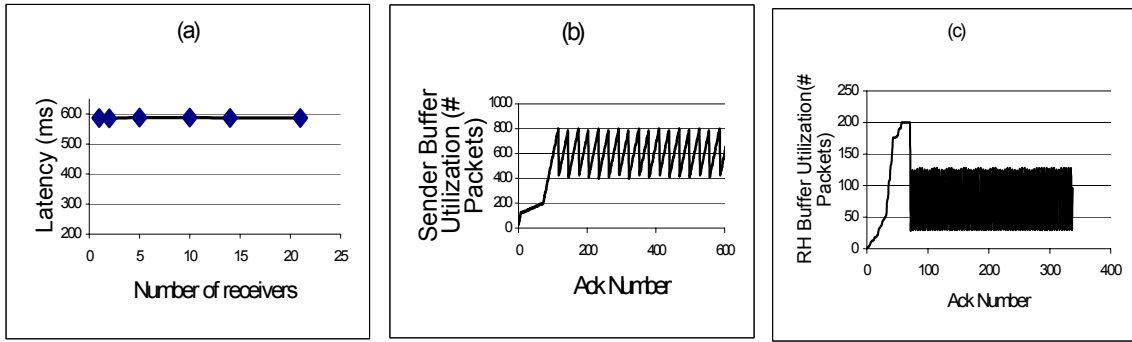 (a)
Latency (ms)
600
500
400
300
200
0 5 10 15 20 25
Number of receivers
(b)
Sender Buffer
Utilization (#
Packets)
1000
800
600
400
200
0
0 200 400 600
Ack Number
(c)
RH Buffer Utilization(#
Packets)
250
200
150
100
50
0
0 100 200 300 400
Ack Number